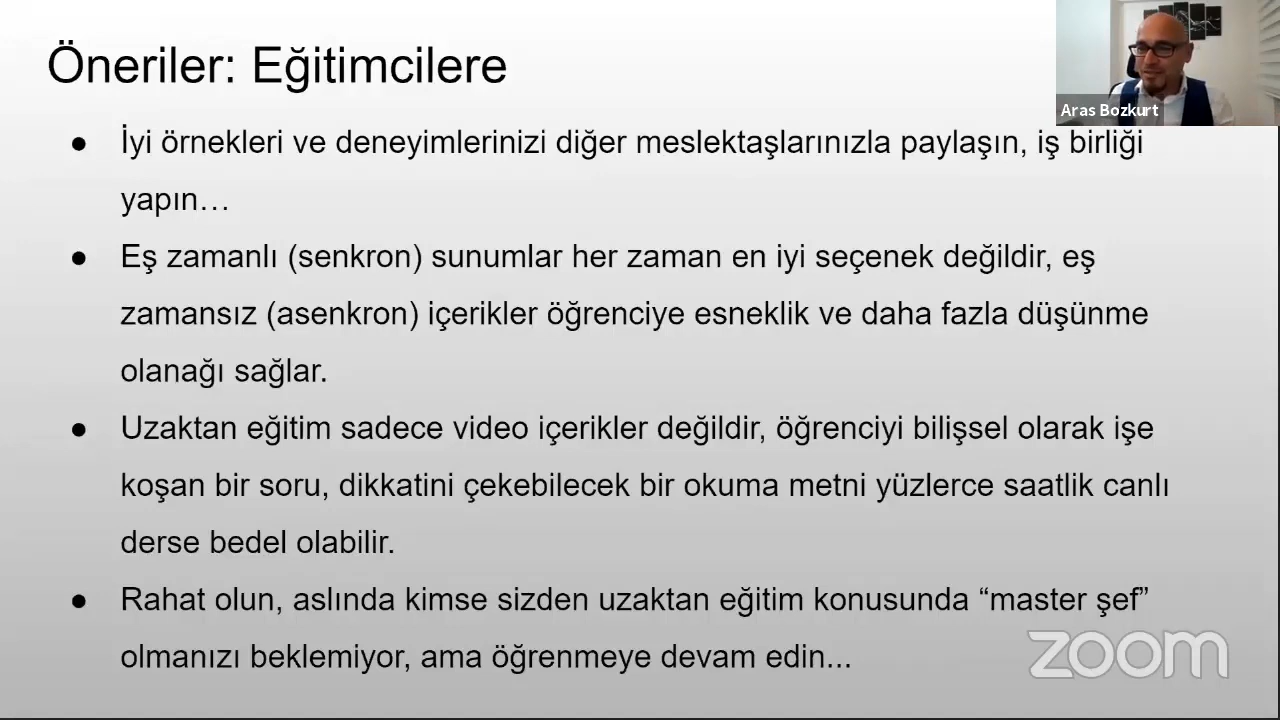 Öneriler: Eğitimcilere
Aras Bozkurt
● İyi örnekleri ve deneyimlerinizi diğer meslektaşlarınızla paylaşın, iş birliği
yapın…
● Eş zamanlı (senkron) sunumlar her zaman en iyi seçenek değildir, eş
zamansız (asenkron) içerikler öğrenciye esneklik ve daha fazla düşünme
olanağı sağlar.
● Uzaktan eğitim sadece video içerikler değildir, öğrenciyi bilişsel olarak işe
koşan bir soru, dikkatini çekebilecek bir okuma metni yüzlerce saatlik canlı
derse bedel olabilir.
● Rahat olun, aslında kimse sizden uzaktan eğitim konusunda “master şef”
olmanızı beklemiyor, ama öğrenmeye devam edin...
zoom